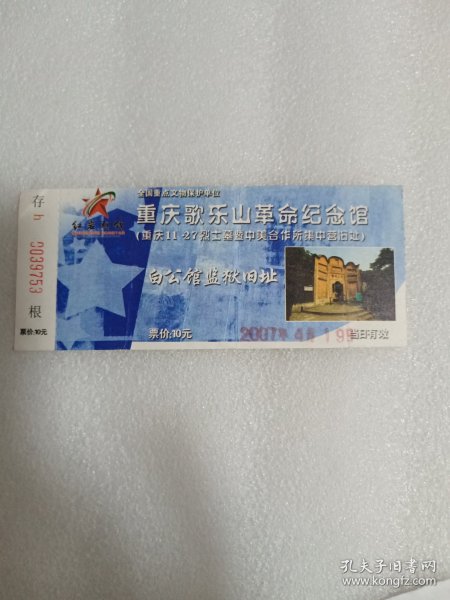 全国重点文物保护单位
重庆歌乐山革命纪念馆
(重庆11·27烈士墓暨中美合作所集中营旧址)
白公馆监狱旧址
票价:10元
2007年4月19日
当日有效
存
h 0039753
根
票价:10元
孔夫子旧书网
www.kongfz.com